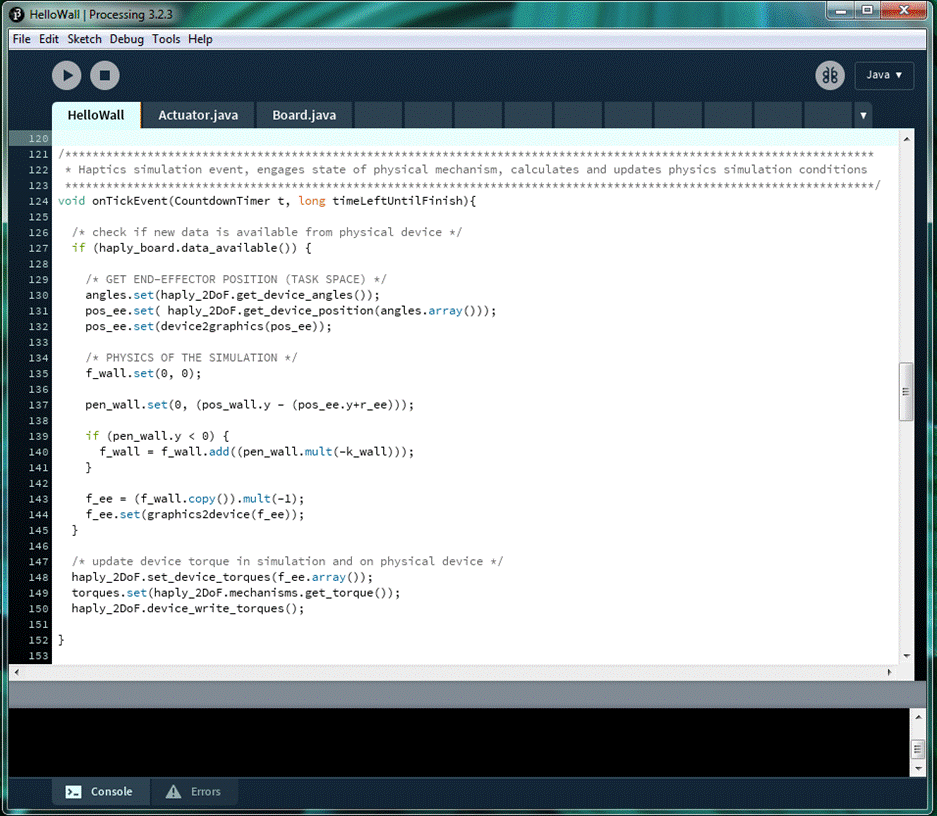 HelloWall | Processing 3.2.3
File Edit Sketch Debug Tools Help
Java ▼
HelloWall Actuator.java Board.java ▼
120
121 /**********************************************************************************************************************
122 * Haptics simulation event, engages state of physical mechanism, calculates and updates physics simulation conditions
123 **********************************************************************************************************************/
124 void onTickEvent(CountdownTimer t, long timeLeftUntilFinish){
125
126 /* check if new data is available from physical device */
127 if (haply_board.data_available()) {
128
129 /* GET END-EFFECTOR POSITION (TASK SPACE) */
130 angles.set(haply_2DoF.get_device_angles());
131 pos_ee.set( haply_2DoF.get_device_position(angles.array()));
132 pos_ee.set(device2graphics(pos_ee));
133
134 /* PHYSICS OF THE SIMULATION */
135 f_wall.set(0, 0);
136
137 pen_wall.set(0, (pos_wall.y - (pos_ee.y+r_ee)));
138
139 if (pen_wall.y < 0) {
140 f_wall = f_wall.add((pen_wall.mult(-k_wall)));
141 }
142
143 f_ee = (f_wall.copy()).mult(-1);
144 f_ee.set(graphics2device(f_ee));
145 }
146
147 /* update device torque in simulation and on physical device */
148 haply_2DoF.set_device_torques(f_ee.array());
149 torques.set(haply_2DoF.mechanisms.get_torque());
150 haply_2DoF.device_write_torques();
151
152 }
153
Console Errors